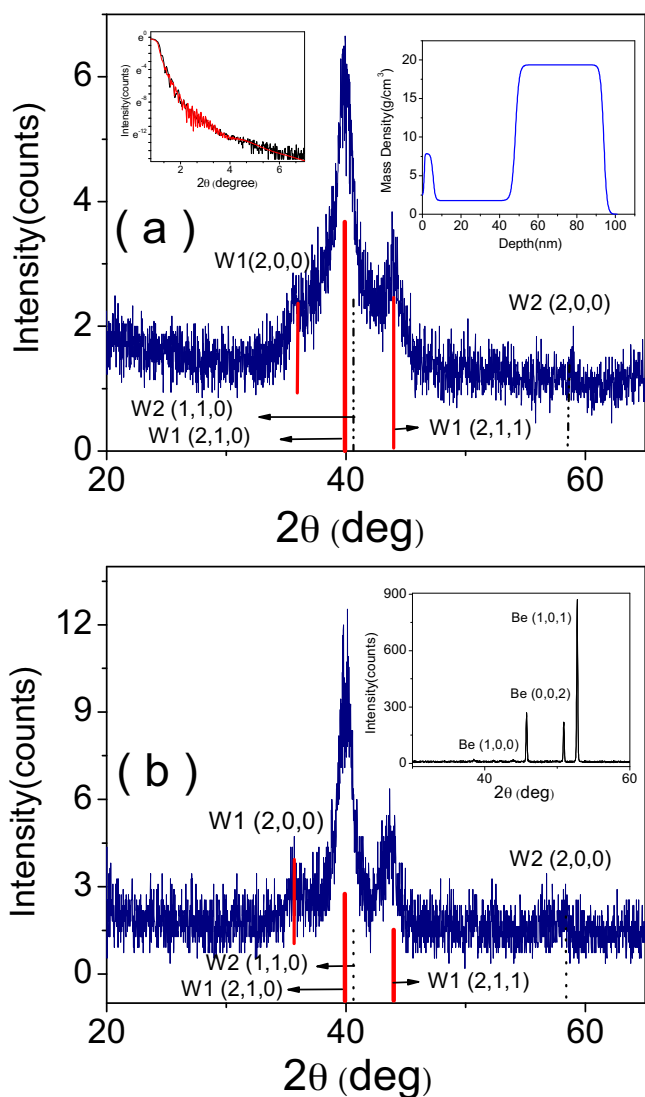 e⁰
e⁻⁴
e⁻⁸
e⁻¹²
Intensity(counts)
2 4 6
2θ (degree)
20
15
10
5
0
Mass Density(g/cm³)
0 20 40 60 80 100
Depth(nm)
( a )
W1(2,0,0)
W2 (2,0,0)
W2 (1,1,0)
W1 (2,1,0)
W1 (2,1,1)
6
4
2
0
Intensity(counts)
20 40 60
2θ (deg)
900
600
300
0
Intensity(counts)
Be (1,0,1)
Be (0,0,2)
Be (1,0,0)
40 60
2θ (deg)
( b )
W1 (2,0,0)
W2 (2,0,0)
W2 (1,1,0)
W1 (2,1,0)
W1 (2,1,1)
12
9
6
3
0
Intensity(counts)
20 40 60
2θ (deg)